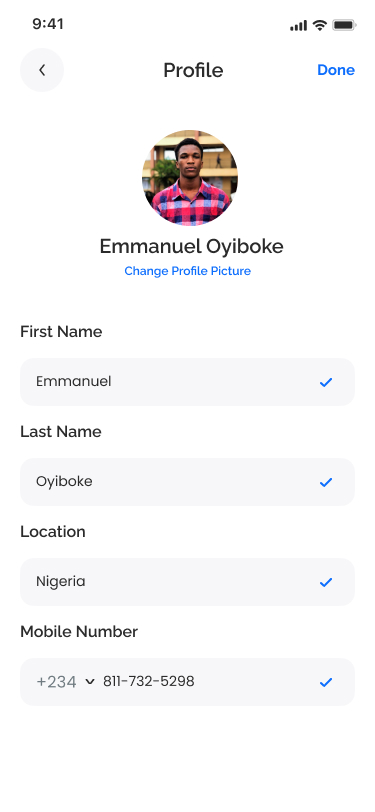 9:41
Profile
Done
Emmanuel Oyiboke
Change Profile Picture
First Name
Emmanuel
Last Name
Oyiboke
Location
Nigeria
Mobile Number
+234 811-732-5298